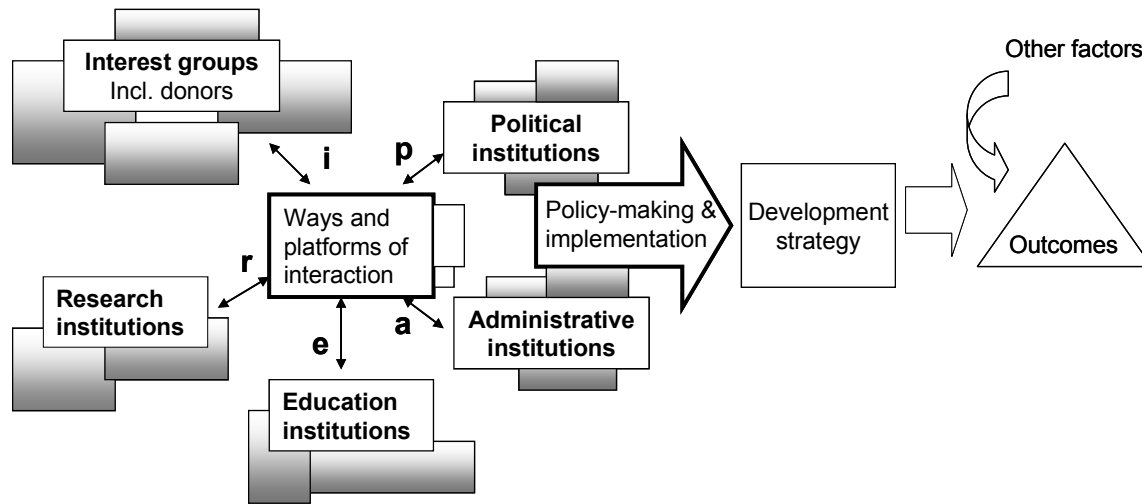 Interest groups
Incl. donors
Other factors
Political
institutions
i
p
Ways and
platforms of
interaction
Policy-making &
implementation
Development
strategy
Outcomes
r
Research
institutions
a
Administrative
institutions
e
Education
institutions